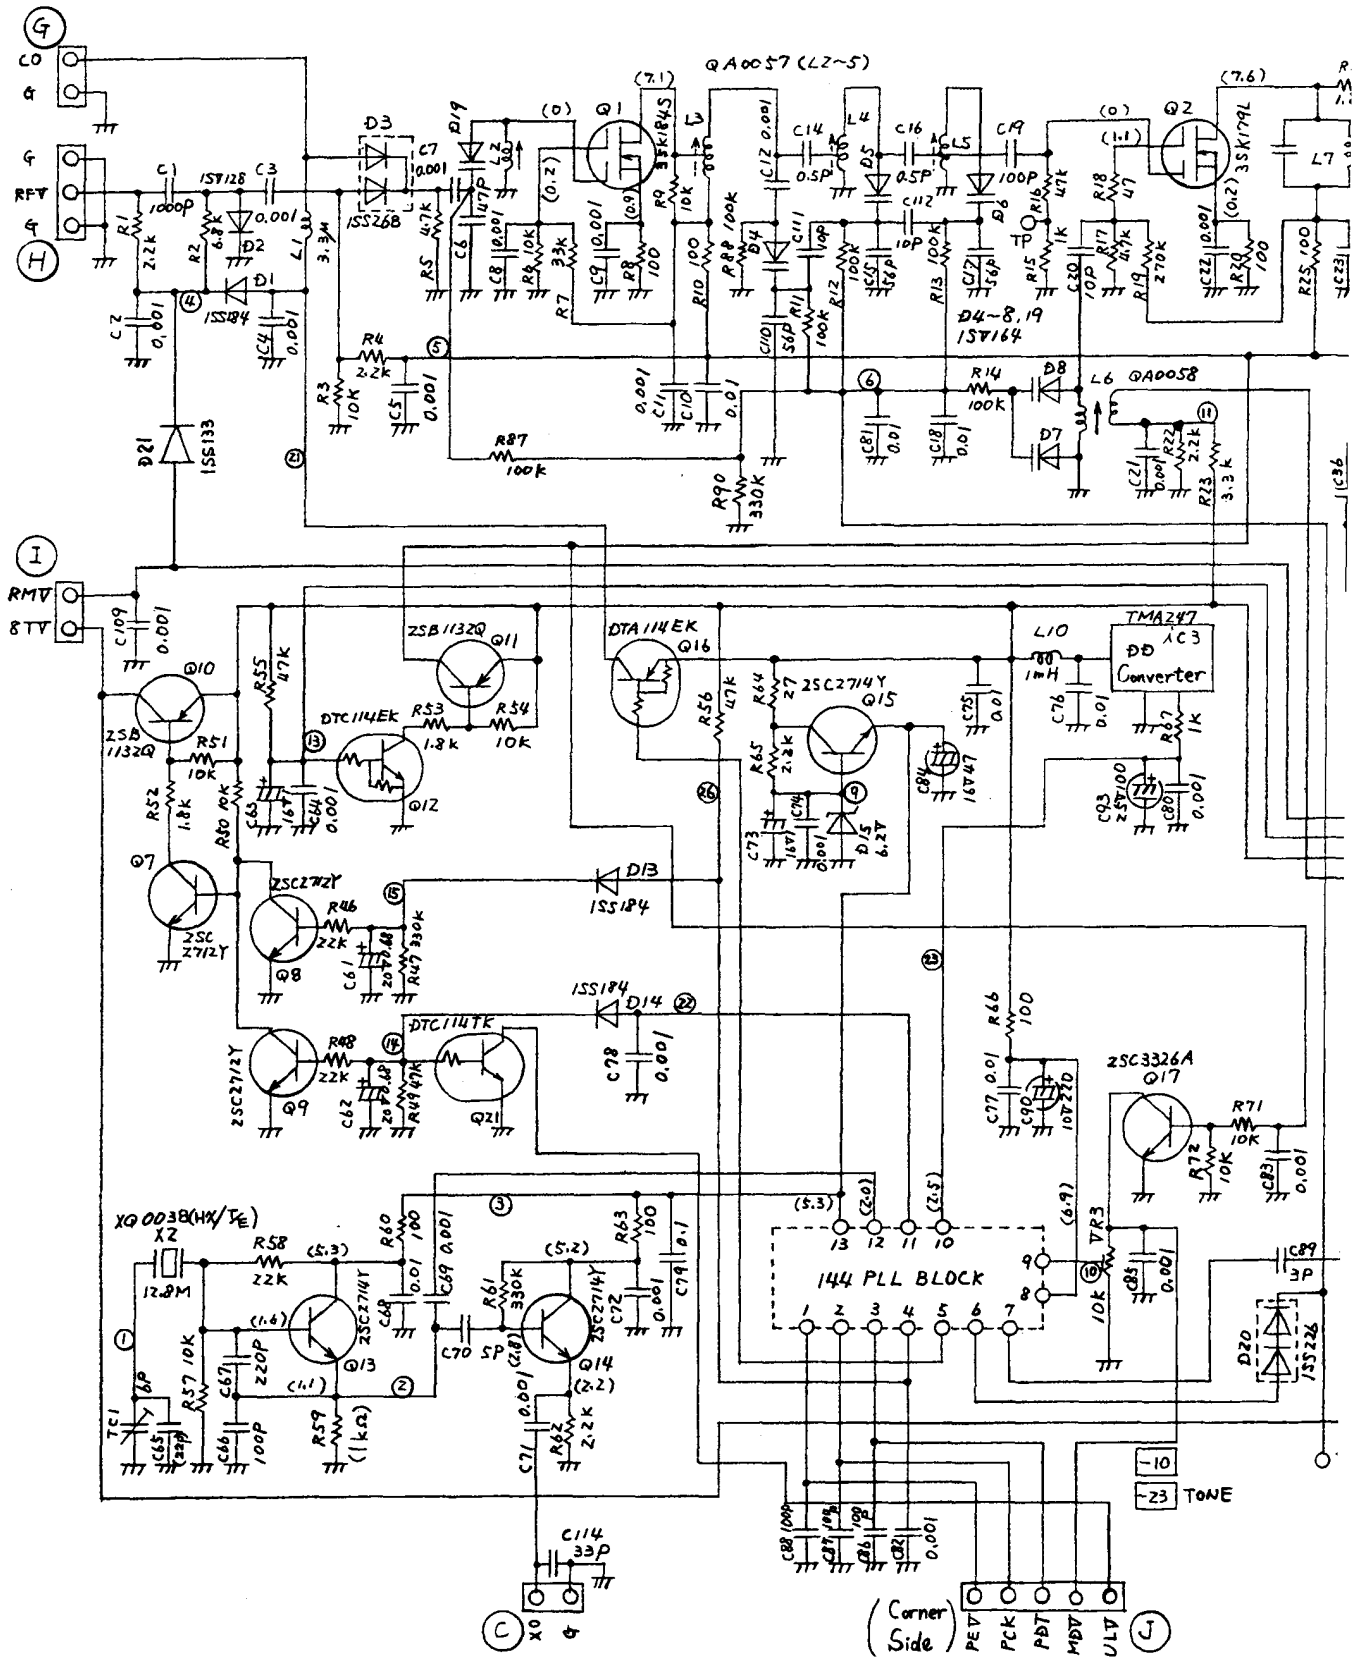 G
CO
G
G
RFV
G
H
C1
1000P
R1
2.2K
C2
0.001
1SV128
R2
6.8K
D2
C3
0.001
L1
3.3M
4
D1
1SS184
C4
0.001
D3
1SS268
C7
0.001
D19
L2
47P
C6
R5
4.7K
R4
2.2K
R3
10K
C5
0.001
5
(0)
(0.2)
Q1
3SK184S
(7.1)
(0.9)
C8
0.001
R6
10K
33K
R7
C9
0.001
R8
100
R9
10K
L3
QA0057 (L2~5)
R10
100
C11
0.001
C10
0.01
R88
100K
D4
C12
0.001
C110
56P
C111
10P
R11
100K
C14
0.5P
L4
D5
R12
100K
C15
56P
C16
0.5P
C112
10P
L5
R13
100K
D6
C17
56P
C19
100P
TP
R16
47K
1K
R15
D4~8,19
1SV164
(0)
(1.1)
Q2
3SK179L
(7.6)
(0.2)
R18
47
R17
4.7K
C20
10P
R19
270K
C22
0.001
R20
100
R25
100
C23
L7
6
R14
100K
D8
D7
L6
QA0058
11
C81
0.01
C18
0.01
C21
0.001
R22
2.2K
R23
3.3K
C36
D21
1SS133
21
R87
100K
R90
330K
I
RMV
8TV
C109
0.001
Q10
2SB
1132Q
R51
10K
R52
1.8K
R50
10K
R55
47K
13
C63
16V1
C64
0.001
DTC114EK
Q12
R53
1.8K
R54
10K
2SB1132Q
Q11
DTA114EK
Q16
R56
47K
26
R64
27
R65
2.2K
2SC2714Y
Q15
C84
16V47
C73
16V1
C74
0.001
9
D15
6.2V
C75
0.01
L10
1mH
C76
0.01
TMA247
iC3
DD
Converter
R67
1K
C93
25V100
C80
0.001
Q7
2SC
2712Y
2SC2712Y
Q8
R46
22K
15
C61
20V0.68
R47
330K
D13
1SS184
23
2SC2712Y
Q9
R48
22K
14
C62
20V0.68
R49
47K
DTC114TK
Q21
1SS184
D14
22
C78
0.001
R66
100
C77
0.01
C90
10V220
2SC3326A
Q17
R71
10K
R72
10K
C83
0.001
XQ0038(HX/IE)
X2
12.8M
1
TC1
6P
C65
(22P)
R58
22K
R57
10K
C67
220P
C66
100P
(5.3)
(1.6)
(1.1)
2SC2714Y
Q13
R59
(1kΩ)
2
R60
100
C68
0.01
C69
0.001
3
C70
5P
R61
330K
(5.2)
(2.8)
2SC2714Y
Q14
(2.2)
R62
2.2K
C71
0.001
R63
100
C72
0.001
C79
0.1
(5.3)
(2.0)
(2.5)
(6.9)
13
12
11
10
144 PLL BLOCK
9
8
1
2
3
4
5
6
7
VR3
10
10K
C85
0.001
C89
3P
D20
1SS226
-10
-23
TONE
C88
100P
C87
100P
C86
100P
C82
0.001
C114
33P
C
XO
G
(Corner
Side)
PEV
PCK
PDT
MDV
ULV
J